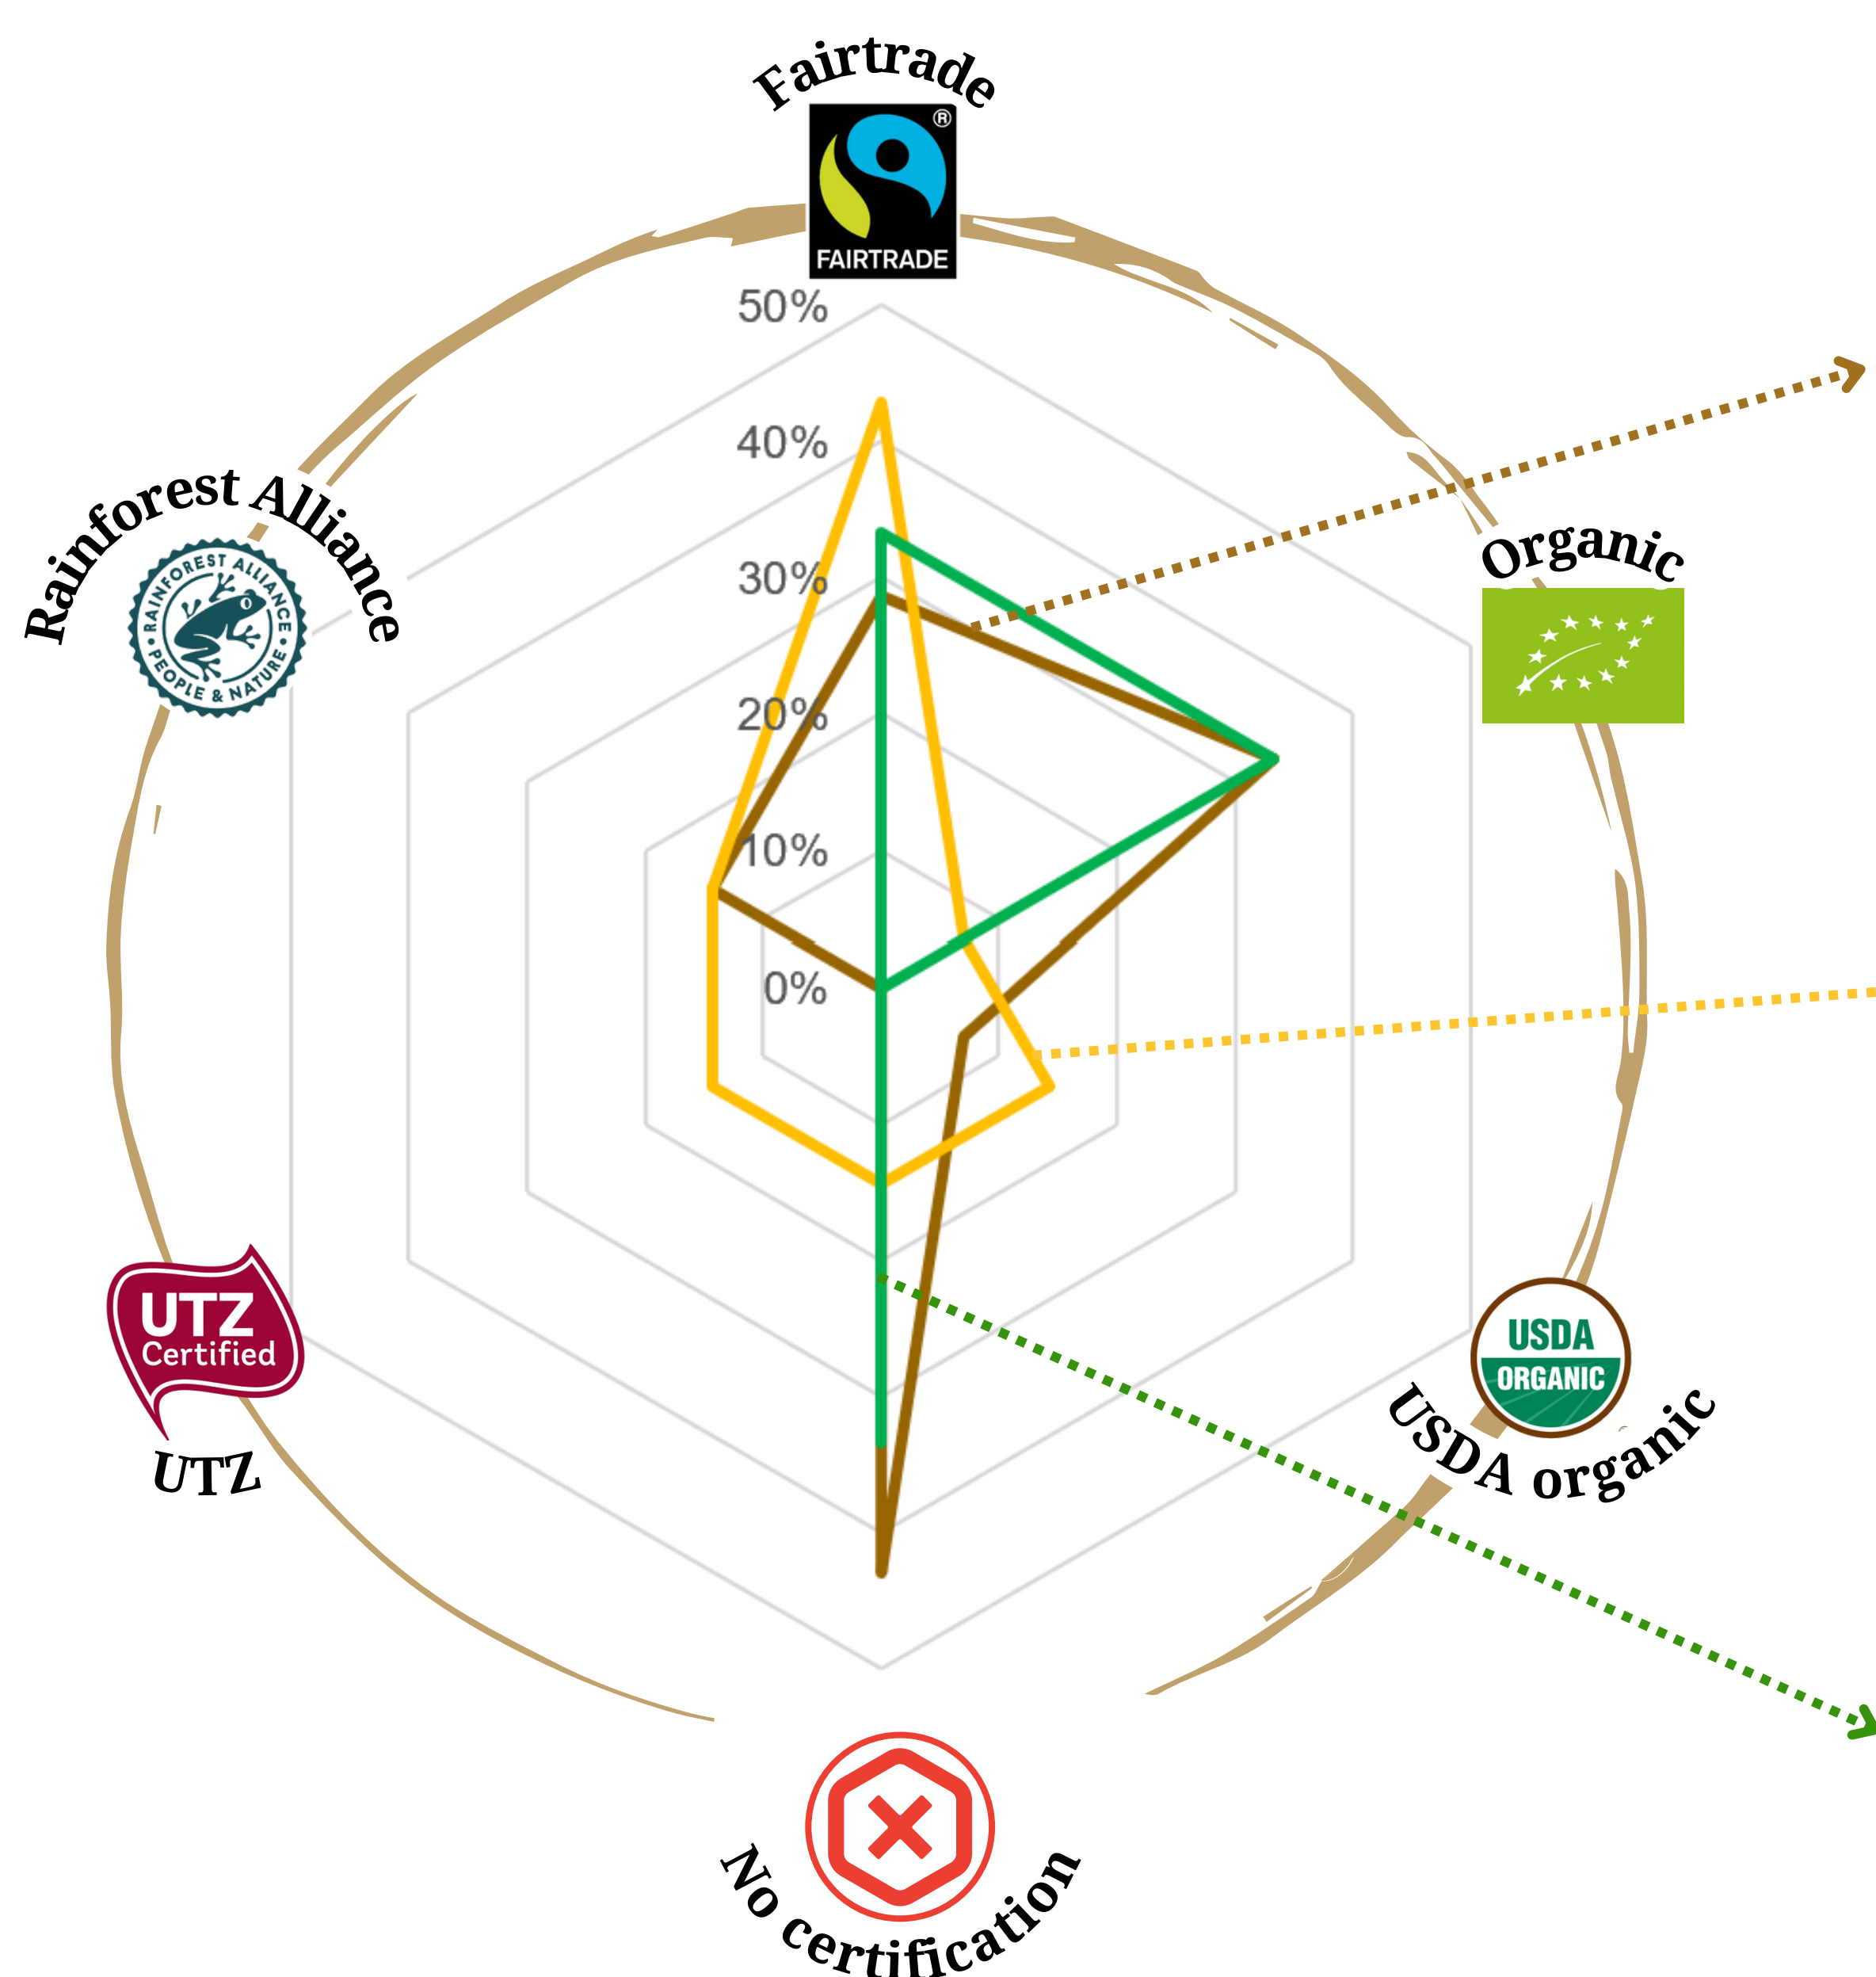 Fairtrade
®
FAIRTRADE
50%
40%
30%
20%
10%
0%
Rainforest Alliance
RAINFOREST ALLIANCE
PEOPLE & NATURE
Organic
UTZ
Certified
UTZ
USDA
ORGANIC
USDA organic
No certification